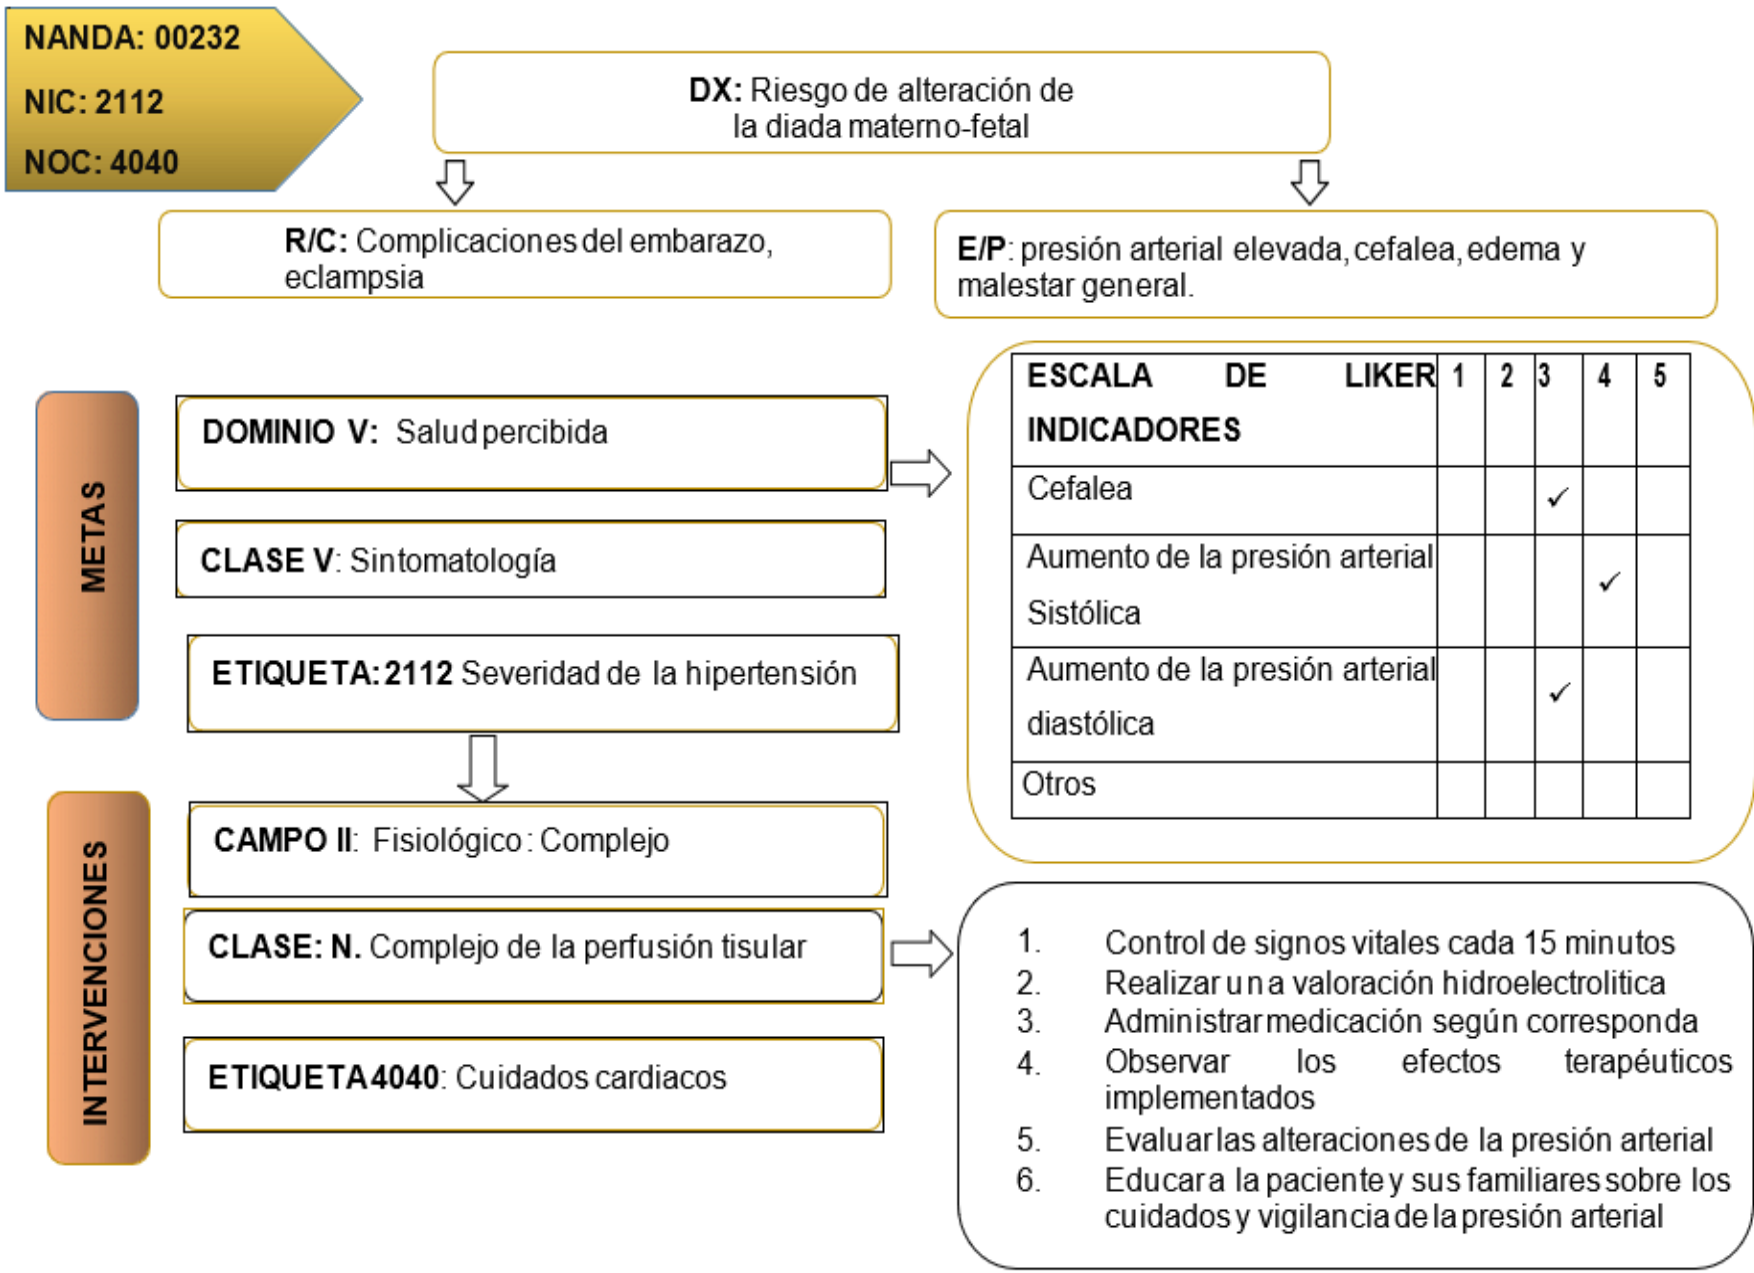 NANDA: 00232
NIC: 2112
NOC: 4040
DX: Riesgo de alteración de
la diada materno-fetal
R/C: Complicaciones del embarazo,
eclampsia
E/P: presión arterial elevada, cefalea, edema y
malestar general.
METAS
DOMINIO V: Salud percibida
CLASE V: Sintomatología
ETIQUETA: 2112 Severidad de la hipertensión
ESCALA DE LIKER 1 2 3 4 5
INDICADORES
Cefalea ✓
Aumento de la presión arterial
Sistólica ✓
Aumento de la presión arterial
diastólica ✓
Otros
INTERVENCIONES
CAMPO II: Fisiológico: Complejo
CLASE: N. Complejo de la perfusión tisular
ETIQUETA 4040: Cuidados cardiacos
1. Control de signos vitales cada 15 minutos
2. Realizar una valoración hidroelectrolitica
3. Administrar medicación según corresponda
4. Observar los efectos terapéuticos
implementados
5. Evaluar las alteraciones de la presión arterial
6. Educar a la paciente y sus familiares sobre los
cuidados y vigilancia de la presión arterial